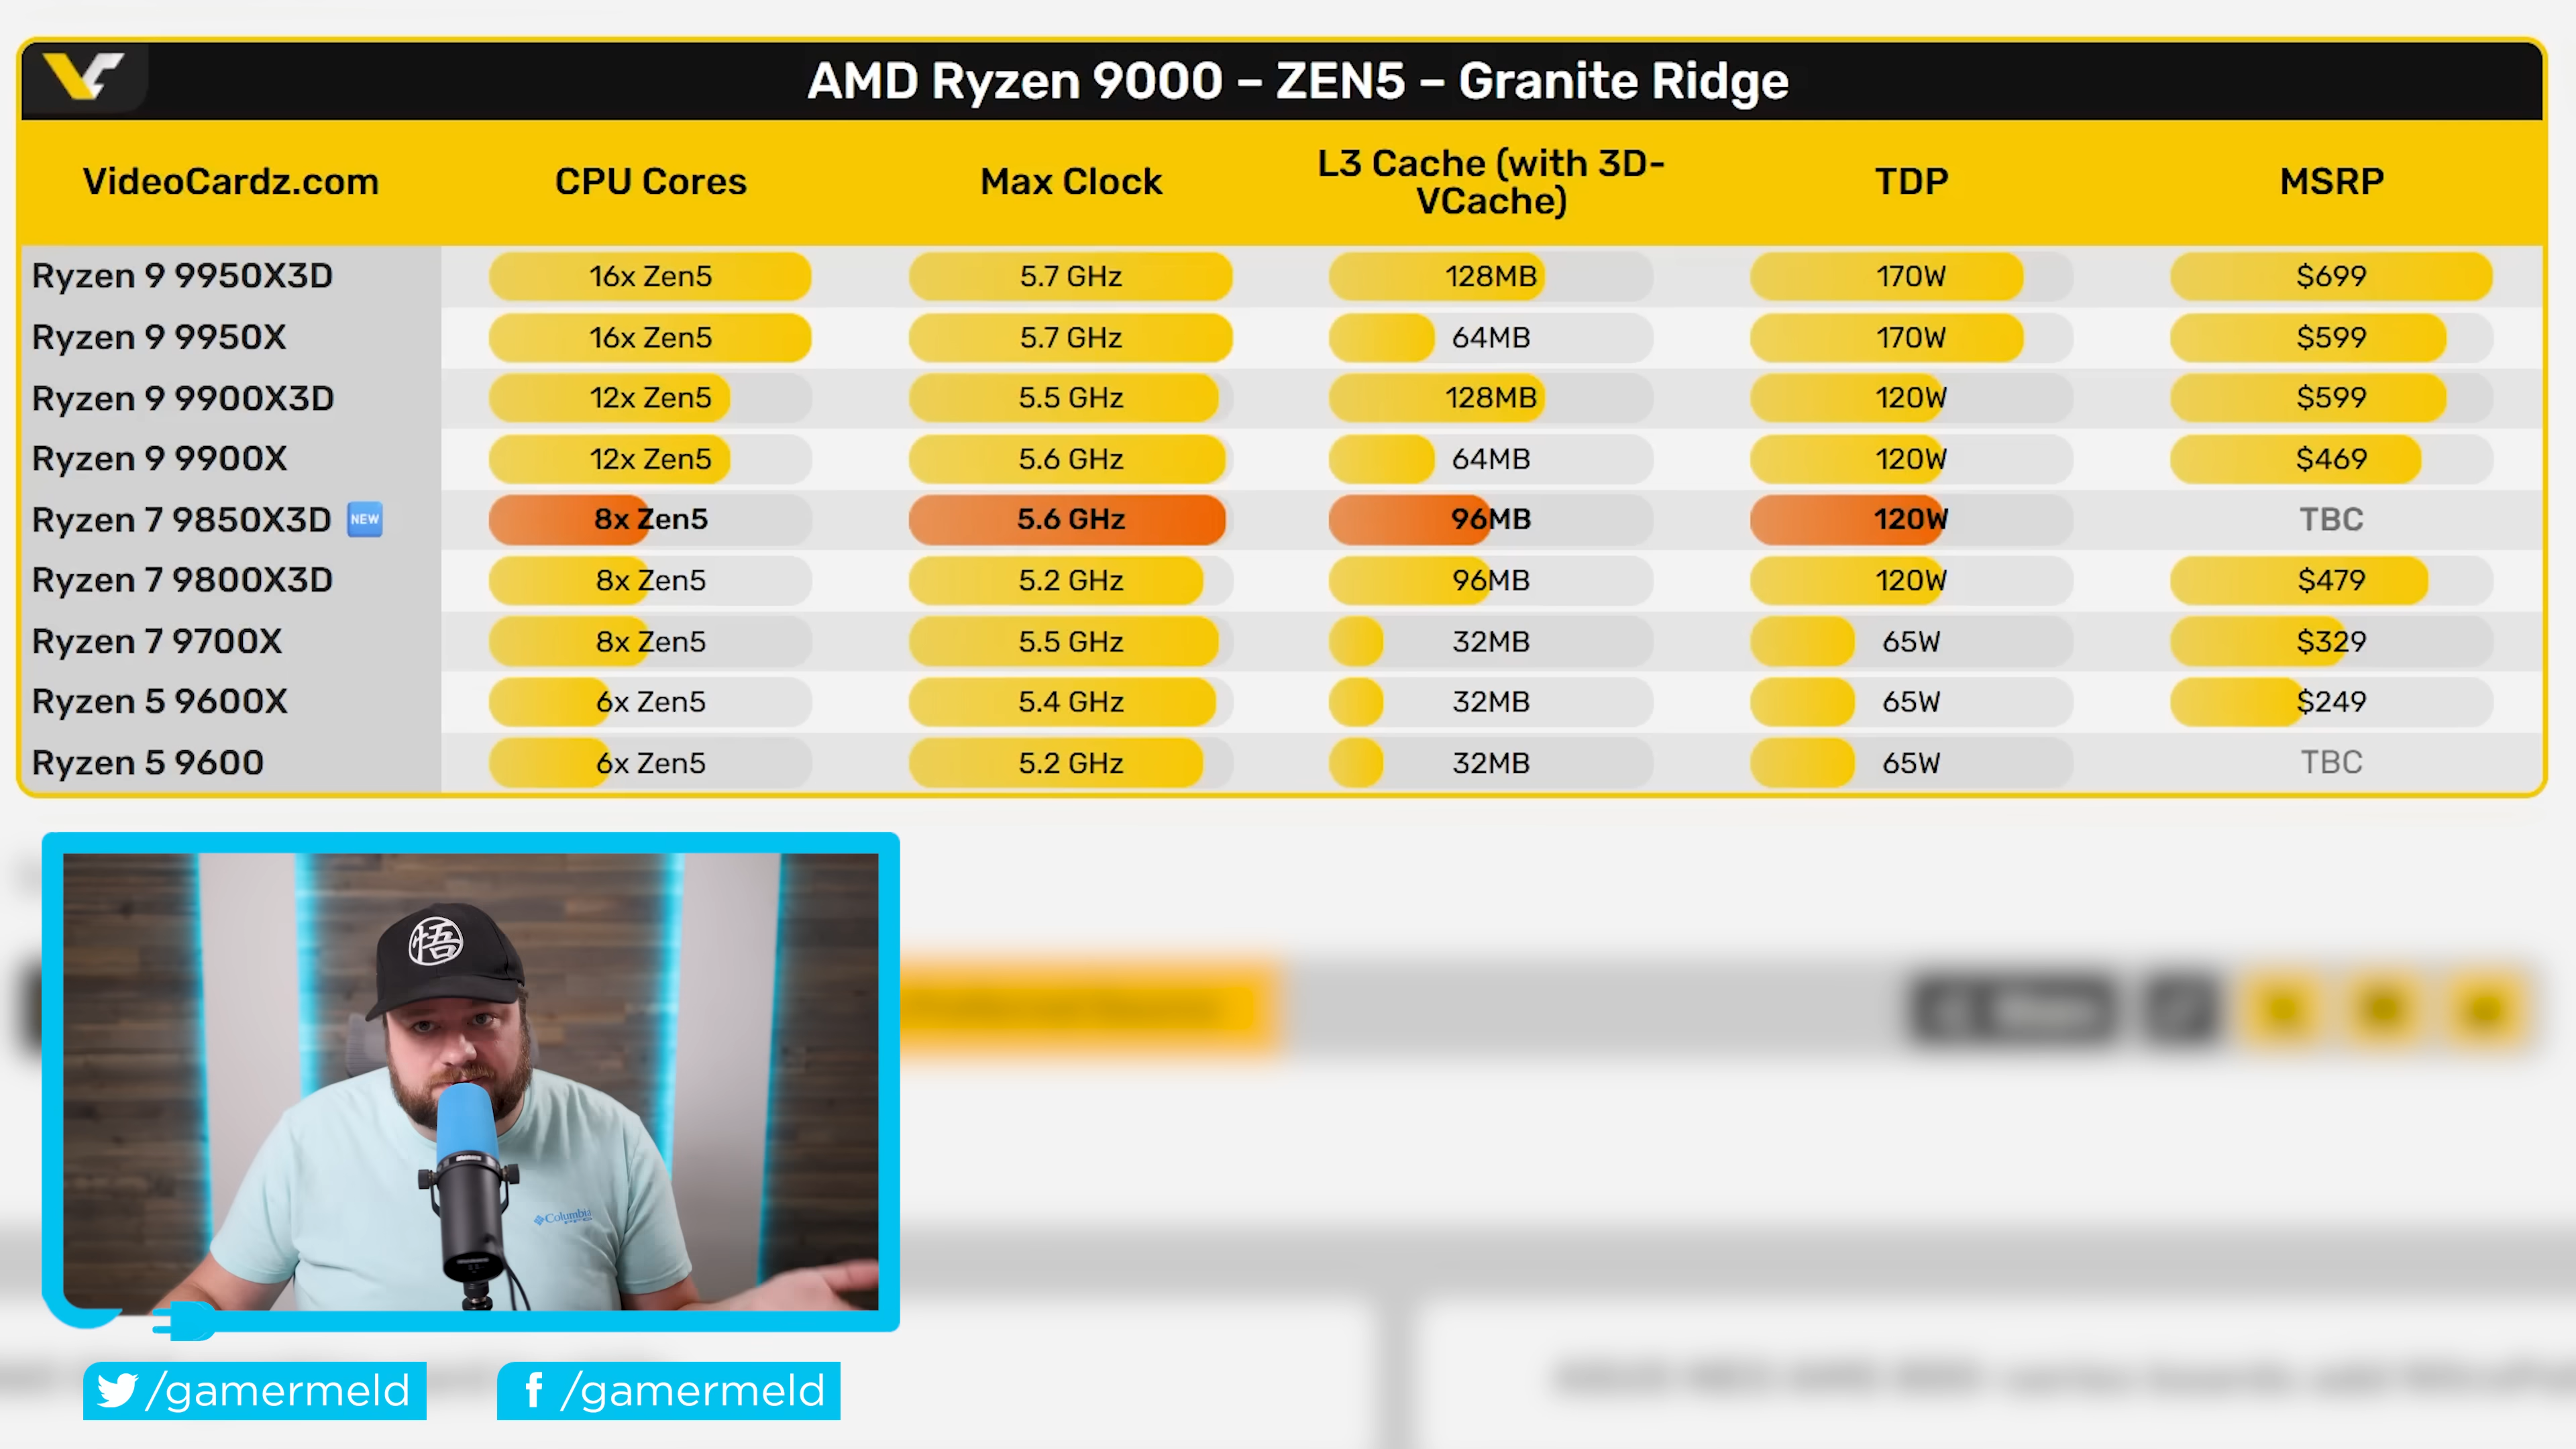 AMD Ryzen 9000 – ZEN5 – Granite Ridge
VideoCardz.com CPU Cores Max Clock L3 Cache (with 3D-VCache) TDP MSRP
Ryzen 9 9950X3D 16x Zen5 5.7 GHz 128MB 170W $699
Ryzen 9 9950X 16x Zen5 5.7 GHz 64MB 170W $599
Ryzen 9 9900X3D 12x Zen5 5.5 GHz 128MB 120W $599
Ryzen 9 9900X 12x Zen5 5.6 GHz 64MB 120W $469
Ryzen 7 9850X3D NEW 8x Zen5 5.6 GHz 96MB 120W TBC
Ryzen 7 9800X3D 8x Zen5 5.2 GHz 96MB 120W $479
Ryzen 7 9700X 8x Zen5 5.5 GHz 32MB 65W $329
Ryzen 5 9600X 6x Zen5 5.4 GHz 32MB 65W $249
Ryzen 5 9600 6x Zen5 5.2 GHz 32MB 65W TBC
悟
Columbia
/gamermeld f /gamermeld